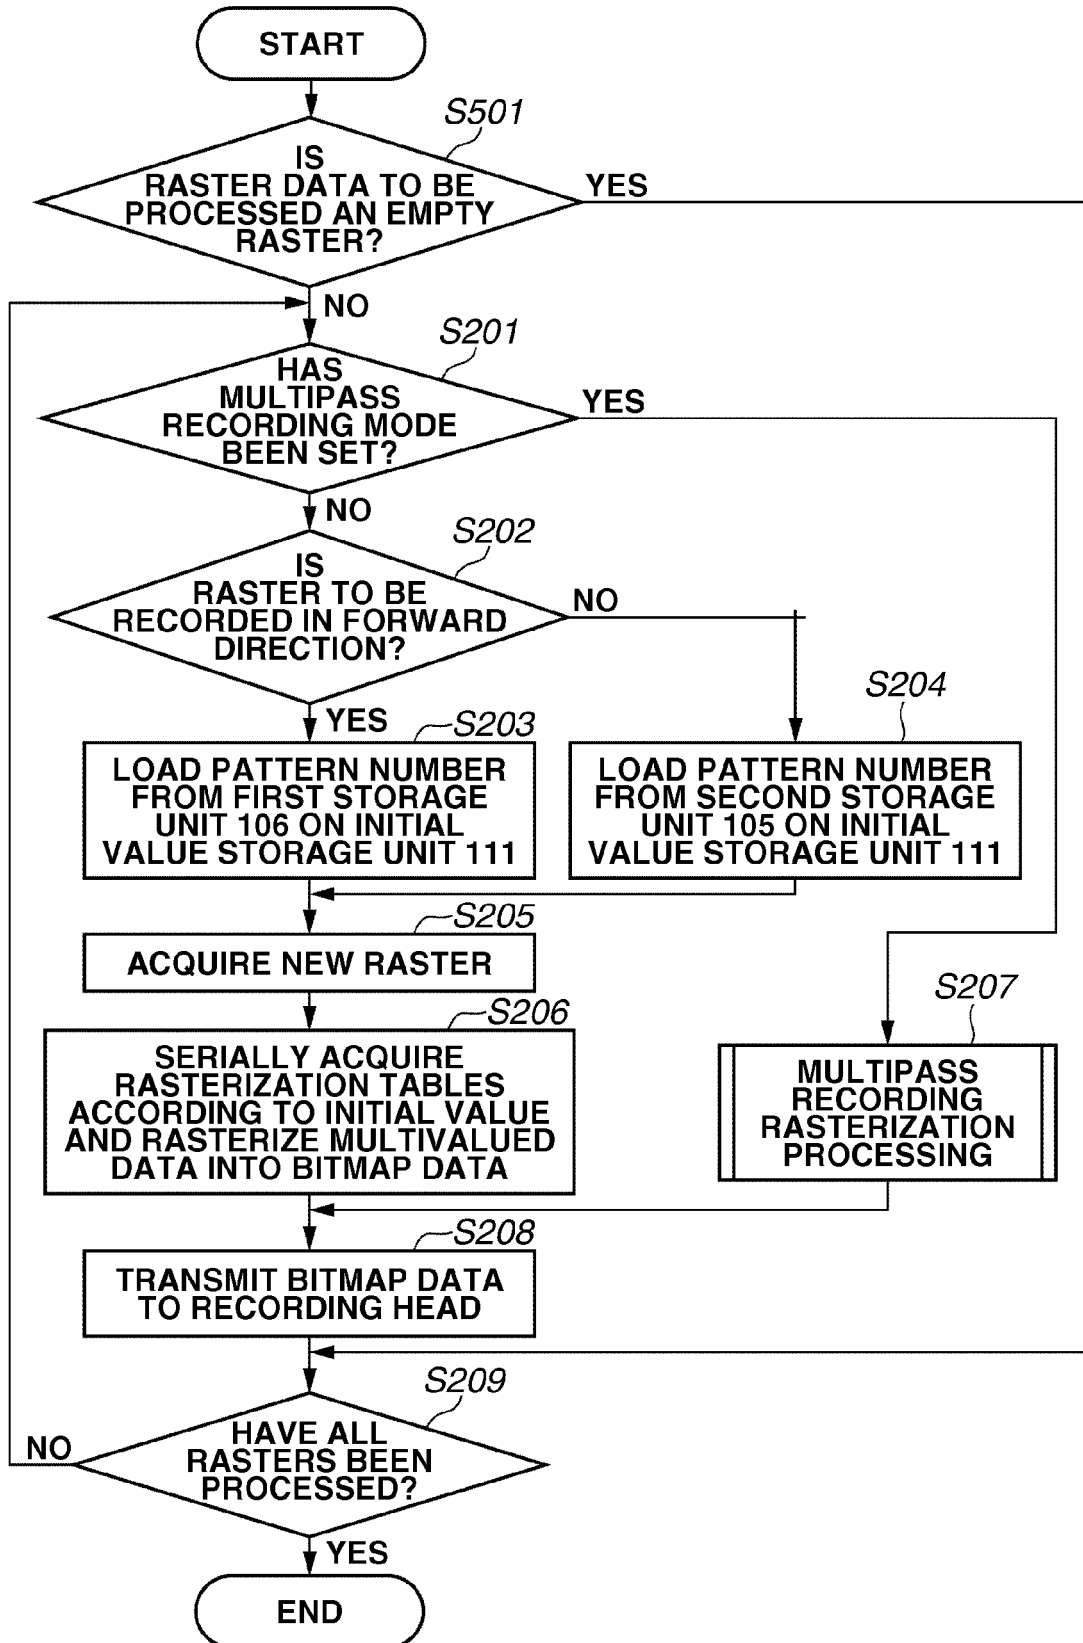 START
S501
IS
RASTER DATA TO BE
PROCESSED AN EMPTY
RASTER?
YES
NO
S201
HAS
MULTIPASS
RECORDING MODE
BEEN SET?
YES
NO
S202
IS
RASTER TO BE
RECORDED IN FORWARD
DIRECTION?
NO
YES
S203
LOAD PATTERN NUMBER
FROM FIRST STORAGE
UNIT 106 ON INITIAL
VALUE STORAGE UNIT 111
S204
LOAD PATTERN NUMBER
FROM SECOND STORAGE
UNIT 105 ON INITIAL
VALUE STORAGE UNIT 111
S205
ACQUIRE NEW RASTER
S206
SERIALLY ACQUIRE
RASTERIZATION TABLES
ACCORDING TO INITIAL VALUE
AND RASTERIZE MULTIVALUED
DATA INTO BITMAP DATA
S207
MULTIPASS
RECORDING
RASTERIZATION
PROCESSING
S208
TRANSMIT BITMAP DATA
TO RECORDING HEAD
S209
HAVE ALL
RASTERS BEEN
PROCESSED?
NO
YES
END